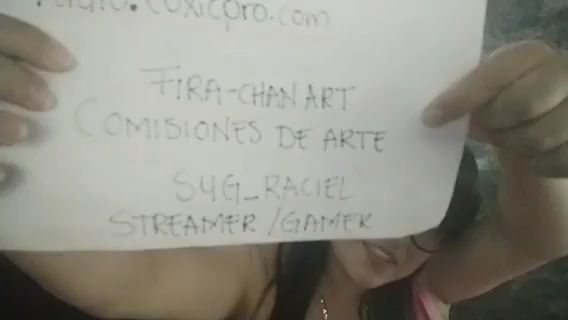 FIRA-CHAN ART
COMISIONES DE ARTE
SYG_RACIEL
STREAMER/GAMER